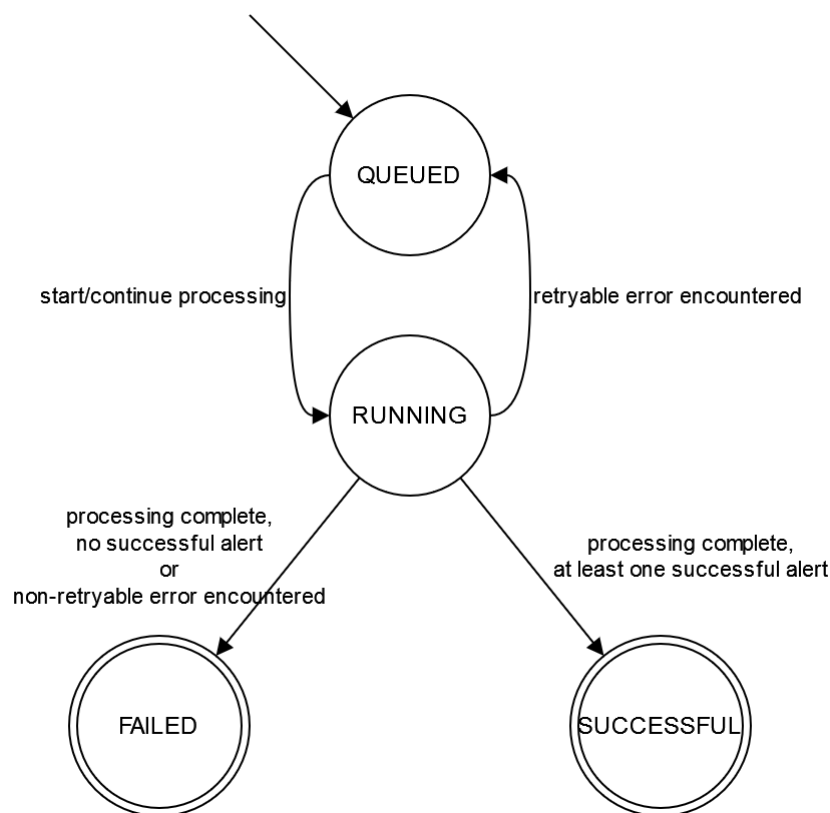 QUEUED
start/continue processing
retryable error encountered
RUNNING
processing complete,
no successful alert
or
non-retryable error encountered
processing complete,
at least one successful alert
FAILED
SUCCESSFUL